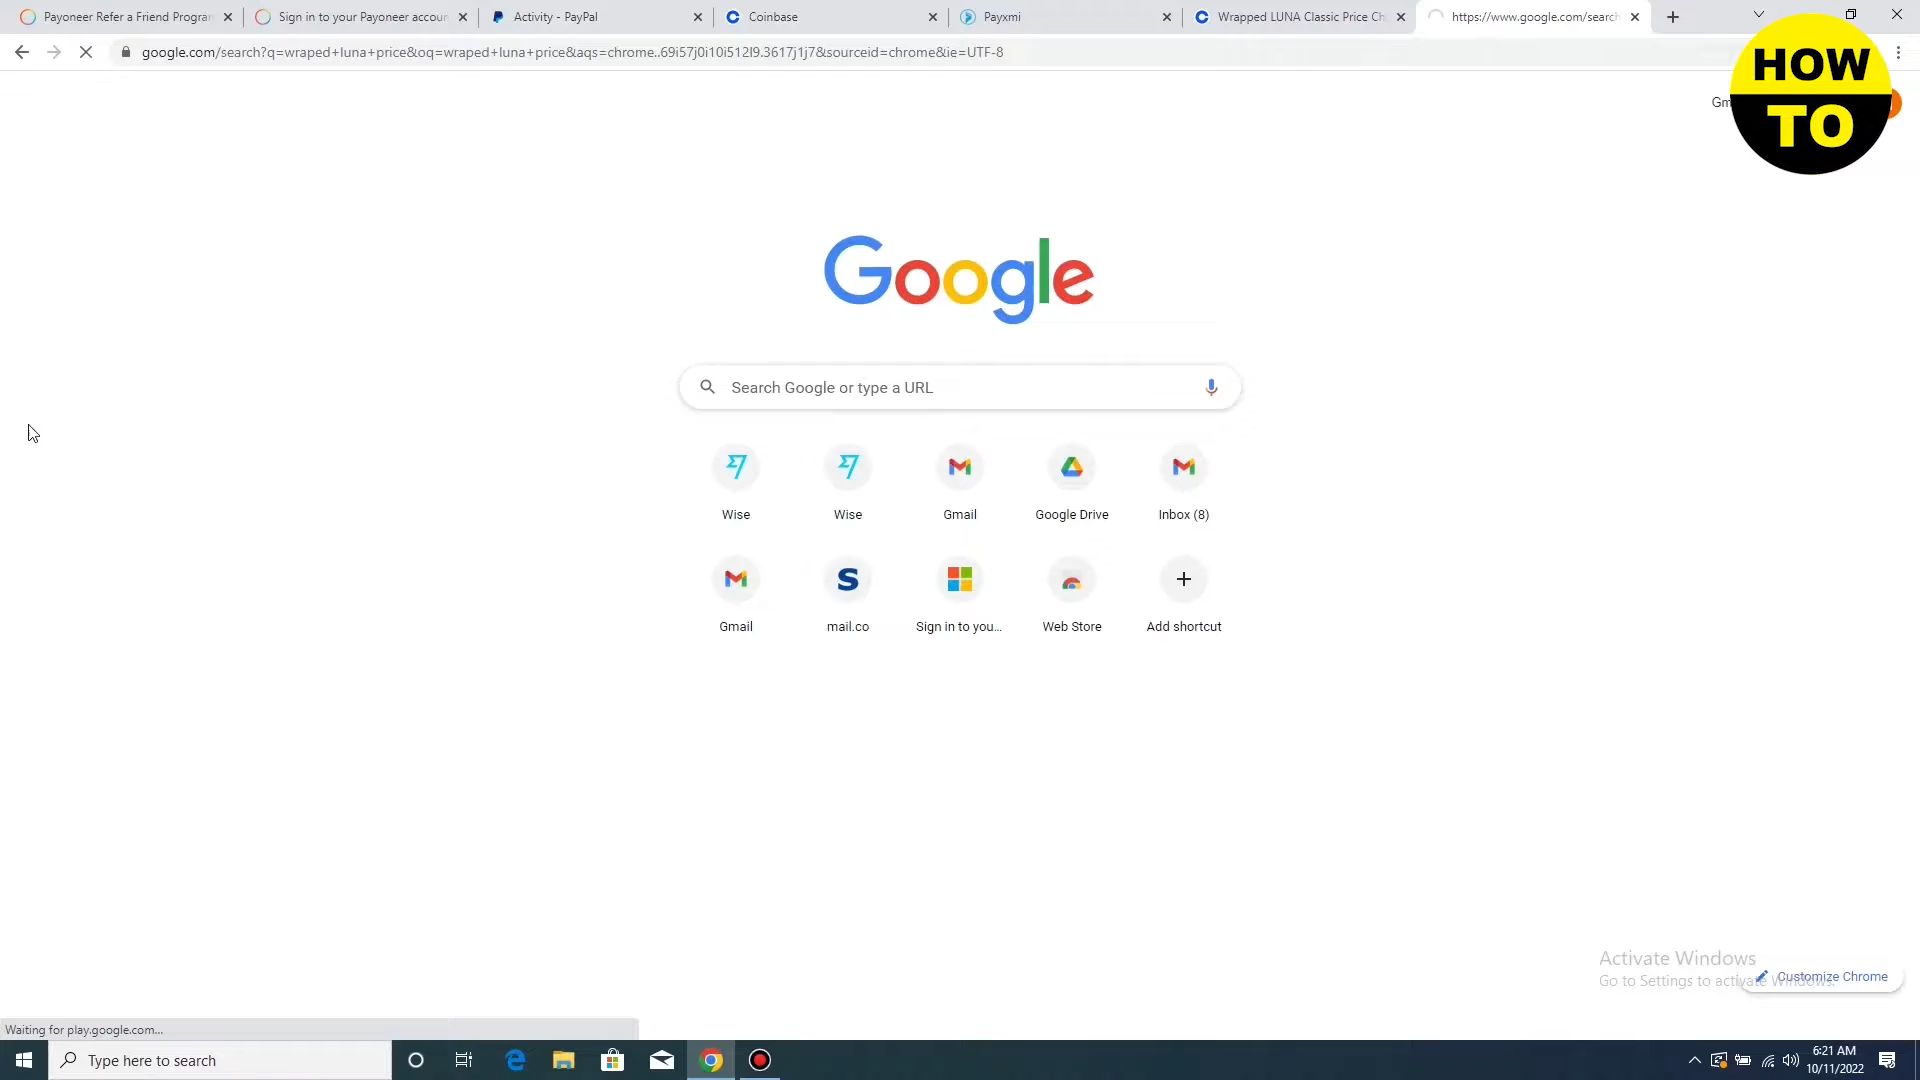 Payoneer Refer a Friend Progra
Sign in to your Payoneer accou
Activity - PayPal
Coinbase
Payxmi
Wrapped LUNA Classic Price Ch
https://www.google.com/search
google.com/search?q=wraped+luna+price&oq=wraped+luna+price&aqs=chrome..69i57j0i10i512l9.3617j1j7&sourceid=chrome&ie=UTF-8
HOW
TO
Gm
Google
Search Google or type a URL
Wise
Wise
Gmail
Google Drive
Inbox (8)
Gmail
S
mail.co
Sign in to you...
Web Store
Add shortcut
Activate Windows
Go to Settings to activate Windows.
Customize Chrome
Waiting for play.google.com...
Type here to search
6:21 AM
10/11/2022